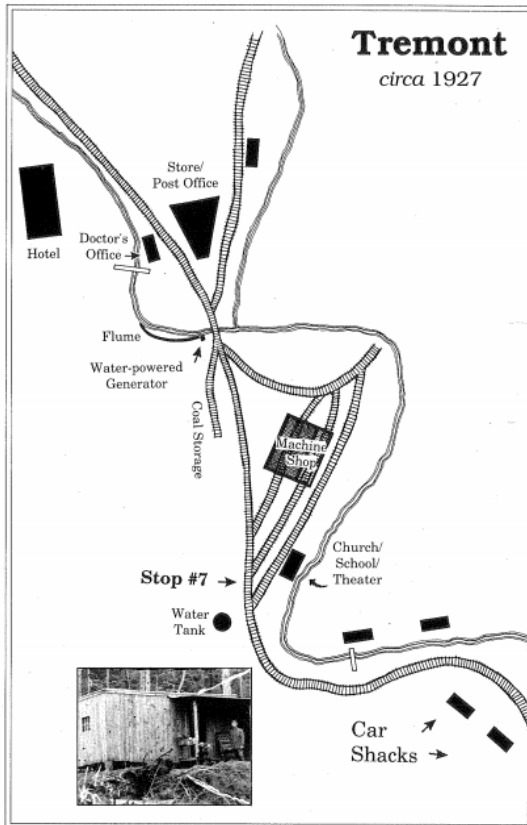 Tremont
circa 1927
Store/
Post Office
Hotel
Doctor's
Office
Flume
Water-powered
Generator
Coal Storage
Machine
Shop
Church/
School/
Theater
Stop #7
Water
Tank
Car
Shacks